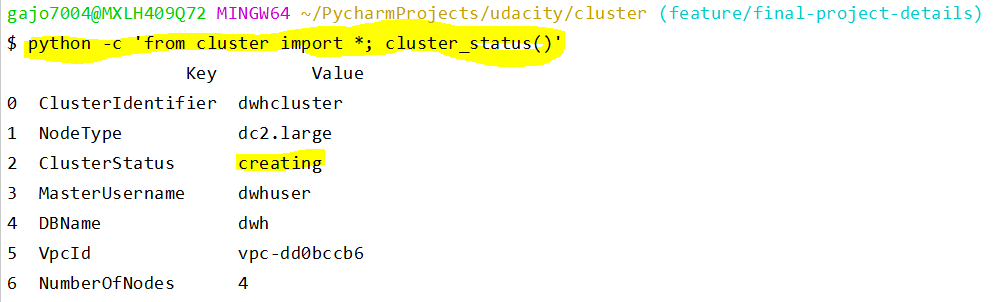 gajo7004@MXLH409Q72 MINGW64 ~/PycharmProjects/udacity/cluster (feature/final-project-details)
$ python -c 'from cluster import *; cluster_status()'
Key Value
0 ClusterIdentifier dwhcluster
1 NodeType dc2.large
2 ClusterStatus creating
3 MasterUsername dwhuser
4 DBName dwh
5 VpcId vpc-dd0bccb6
6 NumberOfNodes 4